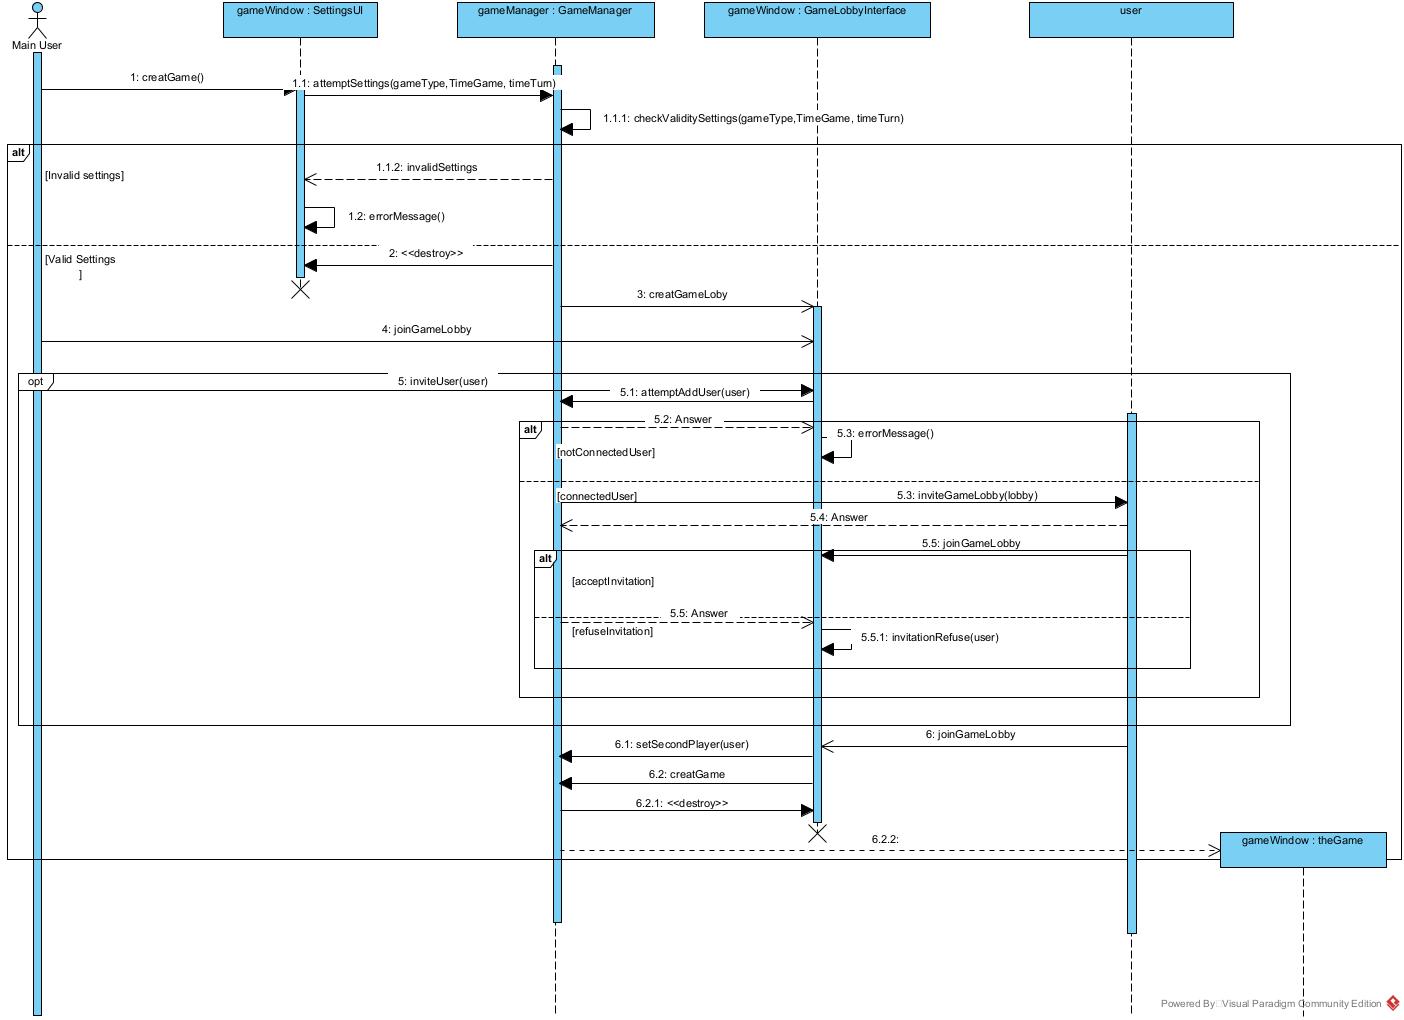 gameWindow : SettingsUI
gameManager : GameManager
gameWindow : GameLobbyInterface
user
Main User
1: creatGame()
1.1: attemptSettings(gameType,TimeGame, timeTurn)
1.1.1: checkValiditySettings(gameType,TimeGame, timeTurn)
alt
[Invalid settings]
1.1.2: invalidSettings
1.2: errorMessage()
[Valid Settings
]
2: <<destroy>>
3: creatGameLoby
4: joinGameLobby
opt
5: inviteUser(user)
5.1: attemptAddUser(user)
alt
5.2: Answer
5.3: errorMessage()
[notConnectedUser]
[connectedUser]
5.3: inviteGameLobby(lobby)
5.4: Answer
5.5: joinGameLobby
alt
[acceptInvitation]
5.5: Answer
[refuseInvitation]
5.5.1: invitationRefuse(user)
6: joinGameLobby
6.1: setSecondPlayer(user)
6.2: creatGame
6.2.1: <<destroy>>
6.2.2:
gameWindow : theGame
Powered By Visual Paradigm Community Edition